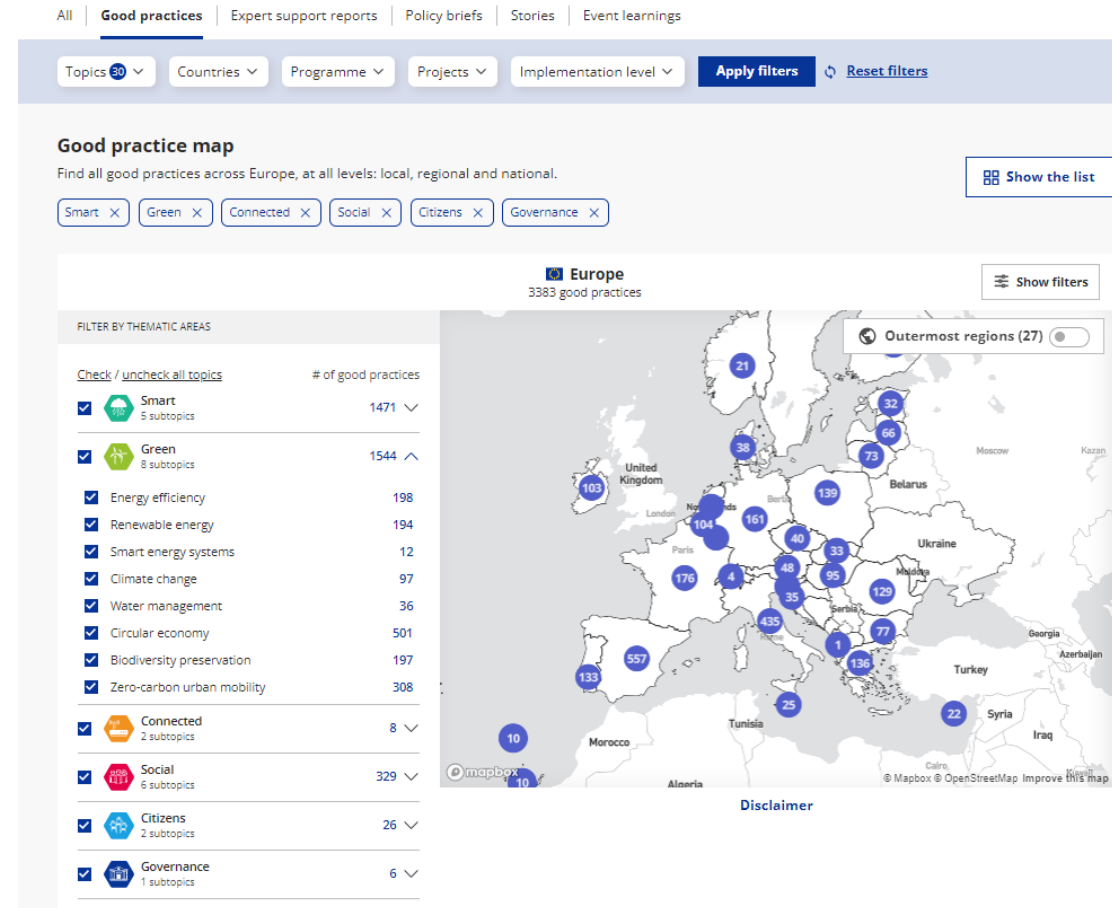 All Good practices Expert support reports Policy briefs Stories Event learnings
Topics 30 Countries Programme Projects Implementation level Apply filters Reset filters
Good practice map
Find all good practices across Europe, at all levels: local, regional and national.
Show the list
Smart Green Connected Social Citizens Governance
Europe
3383 good practices
Show filters
FILTER BY THEMATIC AREAS
Check / uncheck all topics # of good practices
Smart 1471
5 subtopics
Green 1544
8 subtopics
Energy efficiency 198
Renewable energy 194
Smart energy systems 12
Climate change 97
Water management 36
Circular economy 501
Biodiversity preservation 197
Zero-carbon urban mobility 308
Connected 8
2 subtopics
Social 329
6 subtopics
Citizens 26
2 subtopics
Governance 6
1 subtopics
Outermost regions (27)
21
32
66
38
73
Moscow
Kazan
United
Kingdom
103
Belarus
139
London
104
161
40
Ukraine
Paris
33
48
176
4
95
Moldova
129
35
Serbia
435
77
Rome
1
Georgia
557
136
Azerbaijan
133
Turkey
25
22
Syria
Tunisia
Iraq
10
Morocco
Cairo
mapbox
10
Algeria
© Mapbox © OpenStreetMap Improve this map
Disclaimer